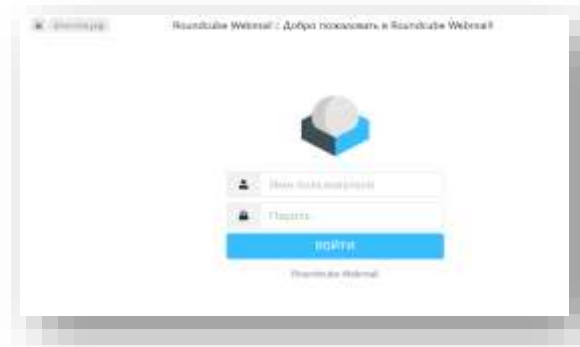 Roundcube Webmail :: Добро пожаловать в Roundcube Webmail!
Имя пользователя
Пароль
ВОЙТИ
Roundcube Webmail